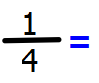 1/4 =